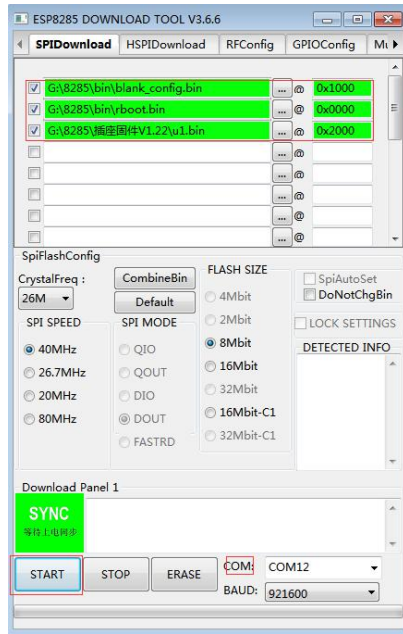 ESP8285 DOWNLOAD TOOL V3.6.6
SPIDownload HSPIDownload RFConfig GPIOConfig Mu
G:\8285\bin\blank_config.bin ... @ 0x1000
G:\8285\bin\rboot.bin ... @ 0x0000
G:\8285\插座固件V1.22\u1.bin ... @ 0x2000
... @
... @
... @
... @
... @
SpiFlashConfig
CrystalFreq :
26M
CombineBin
Default
SPI SPEED
40MHz
26.7MHz
20MHz
80MHz
SPI MODE
QIO
QOUT
DIO
DOUT
FASTRD
FLASH SIZE
4Mbit
2Mbit
8Mbit
16Mbit
32Mbit
16Mbit-C1
32Mbit-C1
SpiAutoSet
DoNotChgBin
LOCK SETTINGS
DETECTED INFO
Download Panel 1
SYNC
等待上电同步
START STOP ERASE
COM: COM12
BAUD: 921600